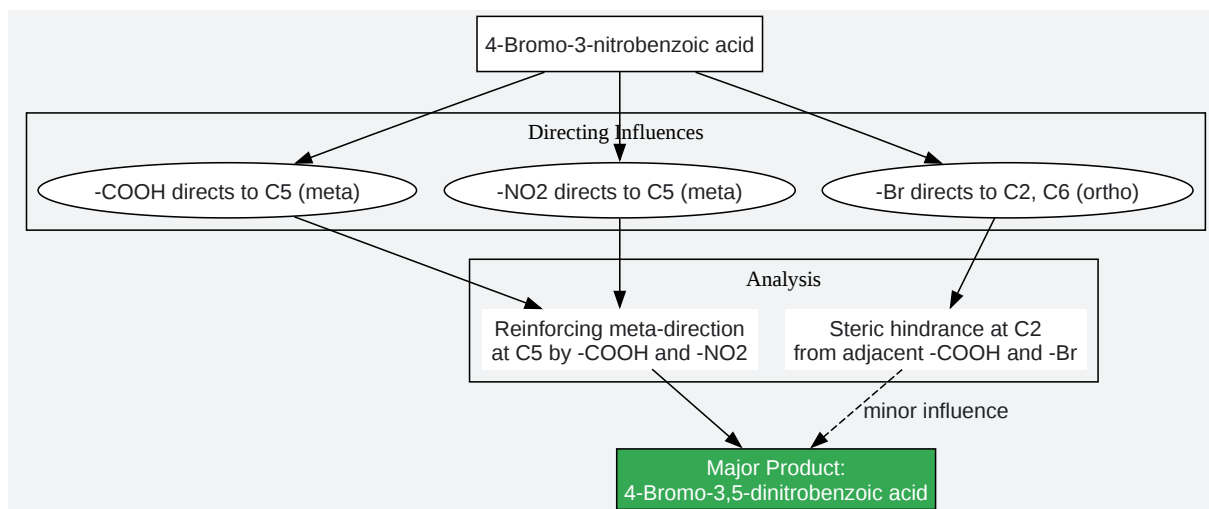 4-Bromo-3-nitrobenzoic acid
Directing Influences
-COOH directs to C5 (meta)
-NO2 directs to C5 (meta)
-Br directs to C2, C6 (ortho)
Analysis
Reinforcing meta-direction
at C5 by -COOH and -NO2
Steric hindrance at C2
from adjacent -COOH and -Br
minor influence
Major Product:
4-Bromo-3,5-dinitrobenzoic acid